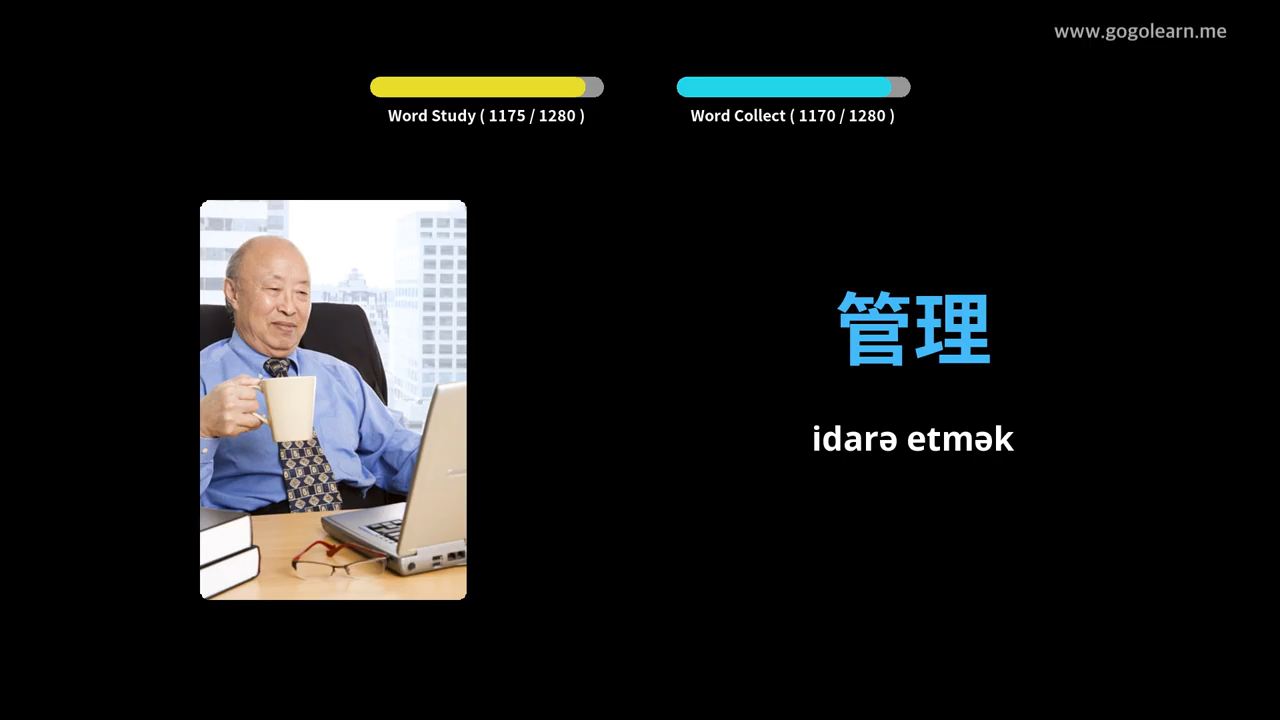 www.gogolearn.me
Word Study ( 1175 / 1280 )
Word Collect ( 1170 / 1280 )
管理
idarə etmək